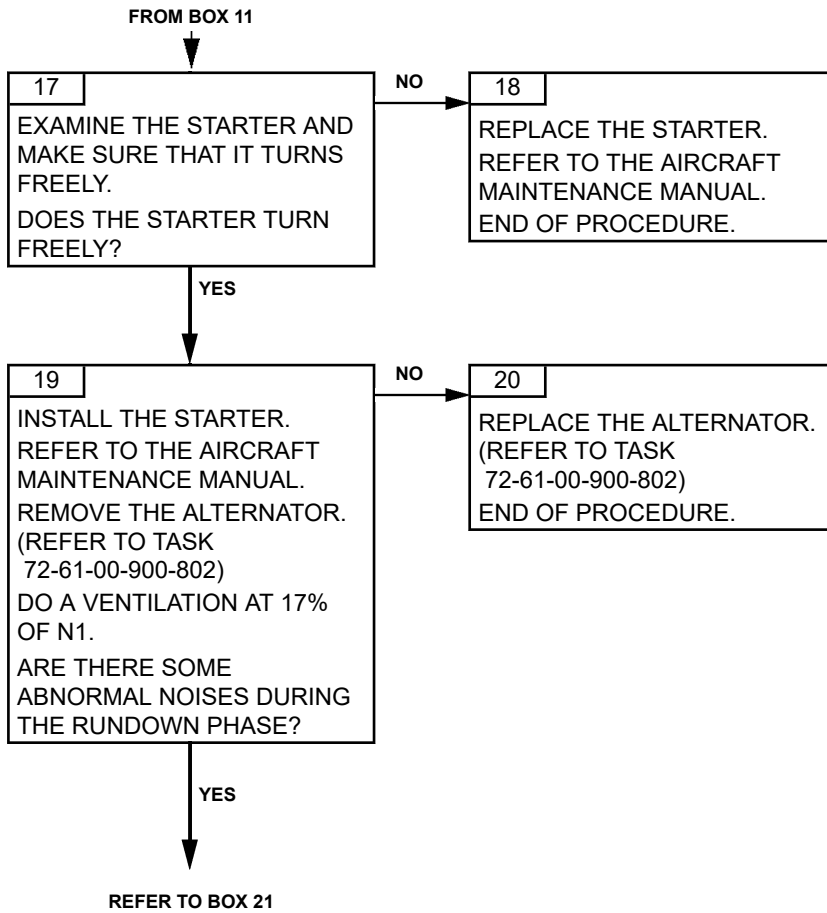 FROM BOX 11
17
EXAMINE THE STARTER AND
MAKE SURE THAT IT TURNS
FREELY.
DOES THE STARTER TURN
FREELY?
NO
18
REPLACE THE STARTER.
REFER TO THE AIRCRAFT
MAINTENANCE MANUAL.
END OF PROCEDURE.
YES
19
INSTALL THE STARTER.
REFER TO THE AIRCRAFT
MAINTENANCE MANUAL.
REMOVE THE ALTERNATOR.
(REFER TO TASK
72-61-00-900-802)
DO A VENTILATION AT 17%
OF N1.
ARE THERE SOME
ABNORMAL NOISES DURING
THE RUNDOWN PHASE?
NO
20
REPLACE THE ALTERNATOR.
(REFER TO TASK
72-61-00-900-802)
END OF PROCEDURE.
YES
REFER TO BOX 21